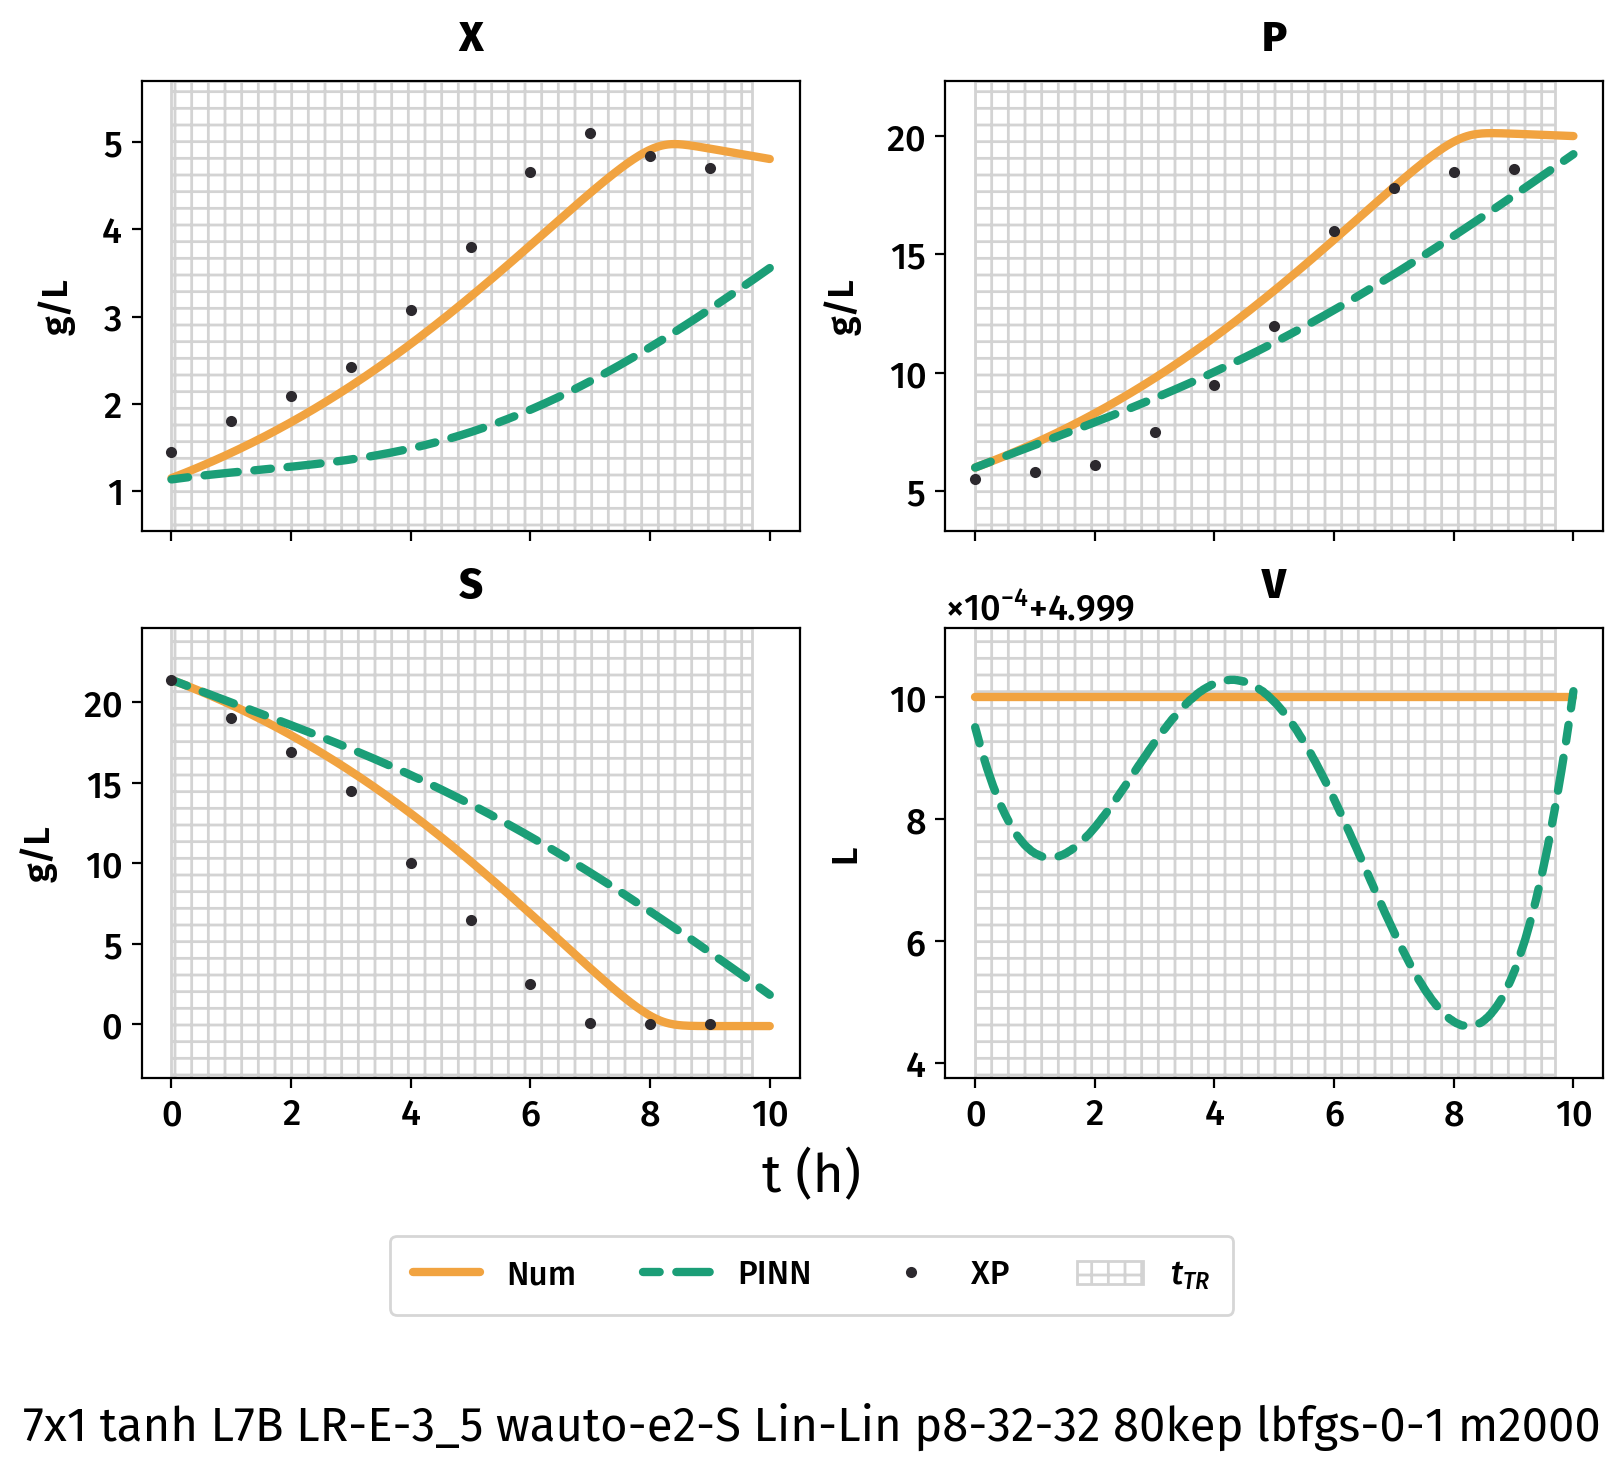 X
P
g/L
5
4
3
2
1
g/L
20
15
10
5
S
V
×10⁻⁴+4.999
g/L
20
15
10
5
0
L
10
8
6
4
0 2 4 6 8 10
0 2 4 6 8 10
t (h)
Num PINN XP tTR
7x1 tanh L7B LR-E-3_5 wauto-e2-S Lin-Lin p8-32-32 80kep lbfgs-0-1 m2000